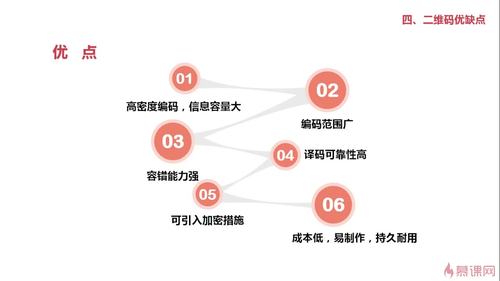 四、二维码优缺点
优 点
01
高密度编码，信息容量大
02
编码范围广
03
容错能力强
04
译码可靠性高
05
可引入加密措施
06
成本低，易制作，持久耐用
慕课网